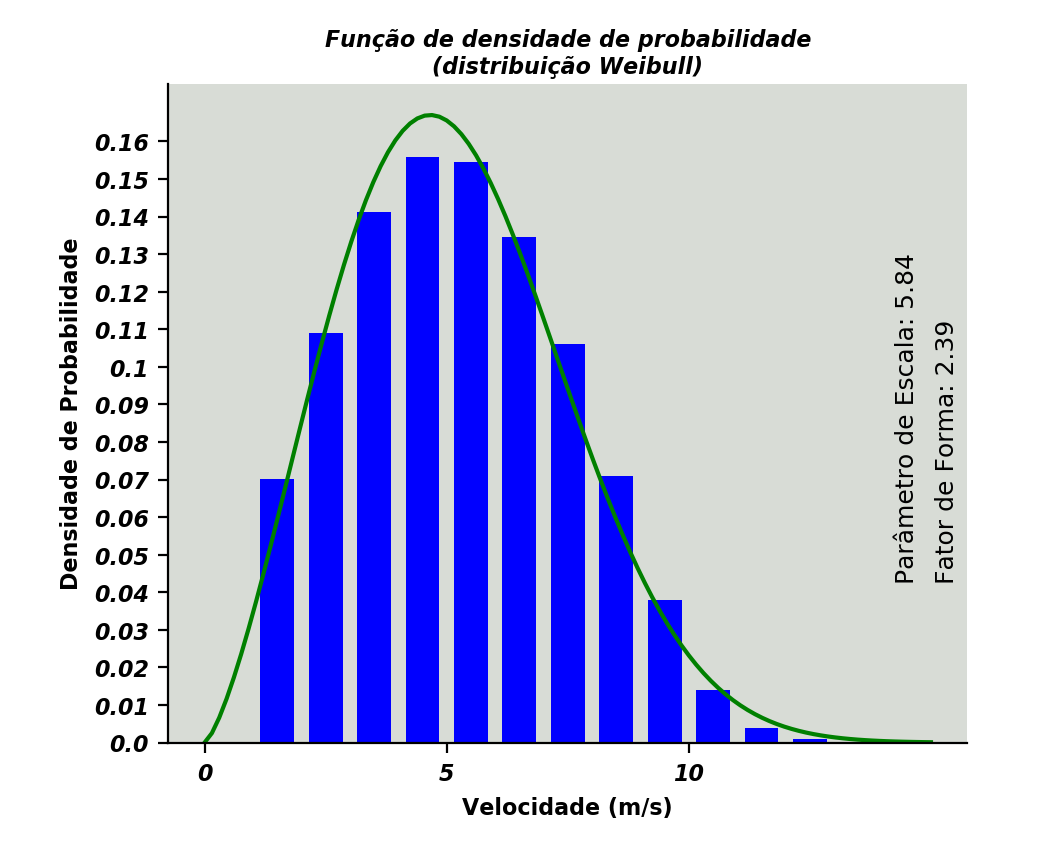 Função de densidade de probabilidade
(distribuição Weibull)
Densidade de Probabilidade
0.16
0.15
0.14
0.13
0.12
0.11
0.1
0.09
0.08
0.07
0.06
0.05
0.04
0.03
0.02
0.01
0.0
Parâmetro de Escala: 5.84
Fator de Forma: 2.39
0 5 10
Velocidade (m/s)